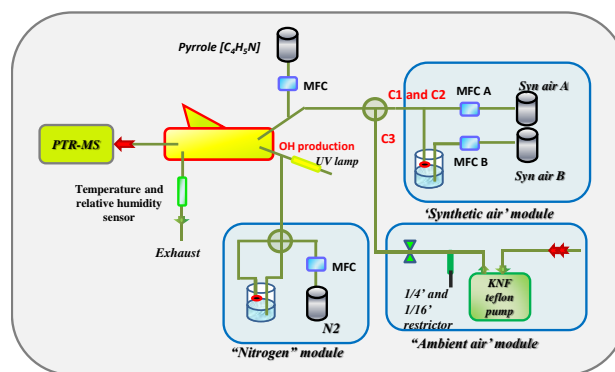 Pyrrole [C4H5N]
MFC
C1 and C2
MFC A
Syn air A
PTR-MS
OH production
UV lamp
C3
MFC B
Syn air B
Temperature and
relative humidity
sensor
'Synthetic air' module
Exhaust
MFC
N2
1/4' and
1/16'
restrictor
KNF
teflon
pump
"Nitrogen" module
"Ambient air' module